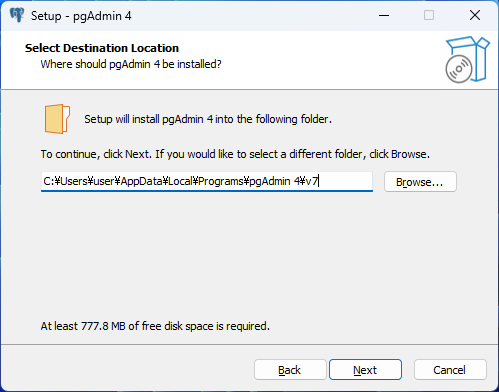 Setup - pgAdmin 4
Select Destination Location
Where should pgAdmin 4 be installed?
Setup will install pgAdmin 4 into the following folder.
To continue, click Next. If you would like to select a different folder, click Browse.
C:¥Users¥user¥AppData¥Local¥Programs¥pgAdmin 4¥v7
Browse...
At least 777.8 MB of free disk space is required.
Back
Next
Cancel